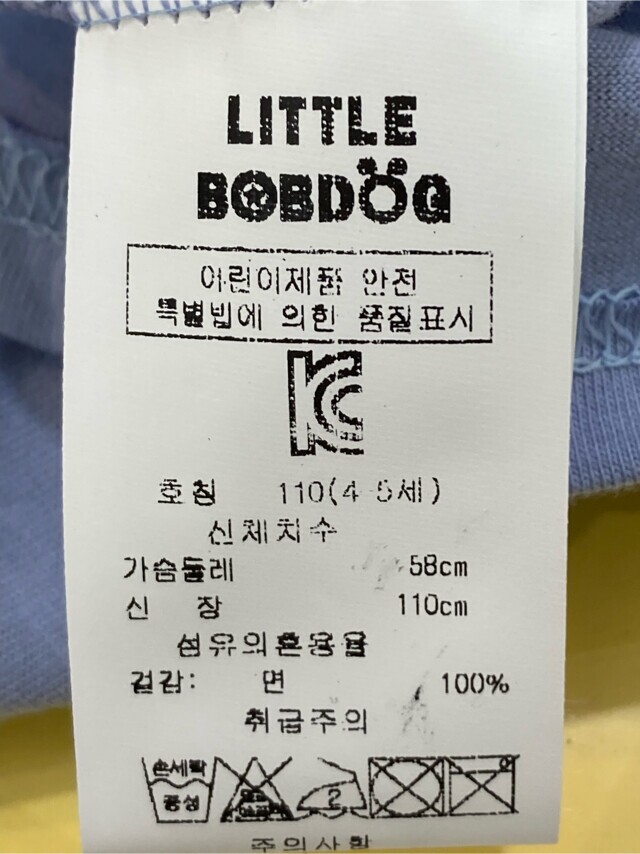 LITTLE
BOBDOG
어린이제품 안전
특별법에 의한 품질표시
KC
호칭 110(4-5세)
신체치수
가슴둘레 58cm
신 장 110cm
섬유의혼용율
겉감: 면 100%
취급주의
손세탁
중성
2
주의사항